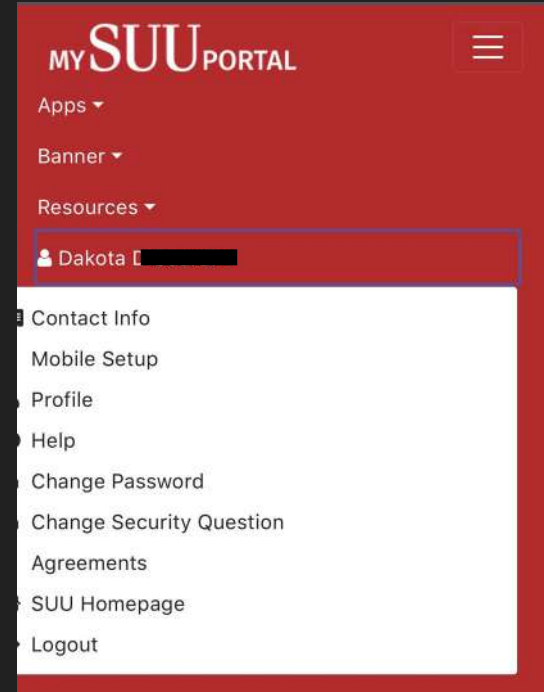 MY SUU PORTAL
Apps
Banner
Resources
Dakota
Contact Info
Mobile Setup
Profile
Help
Change Password
Change Security Question
Agreements
SUU Homepage
Logout